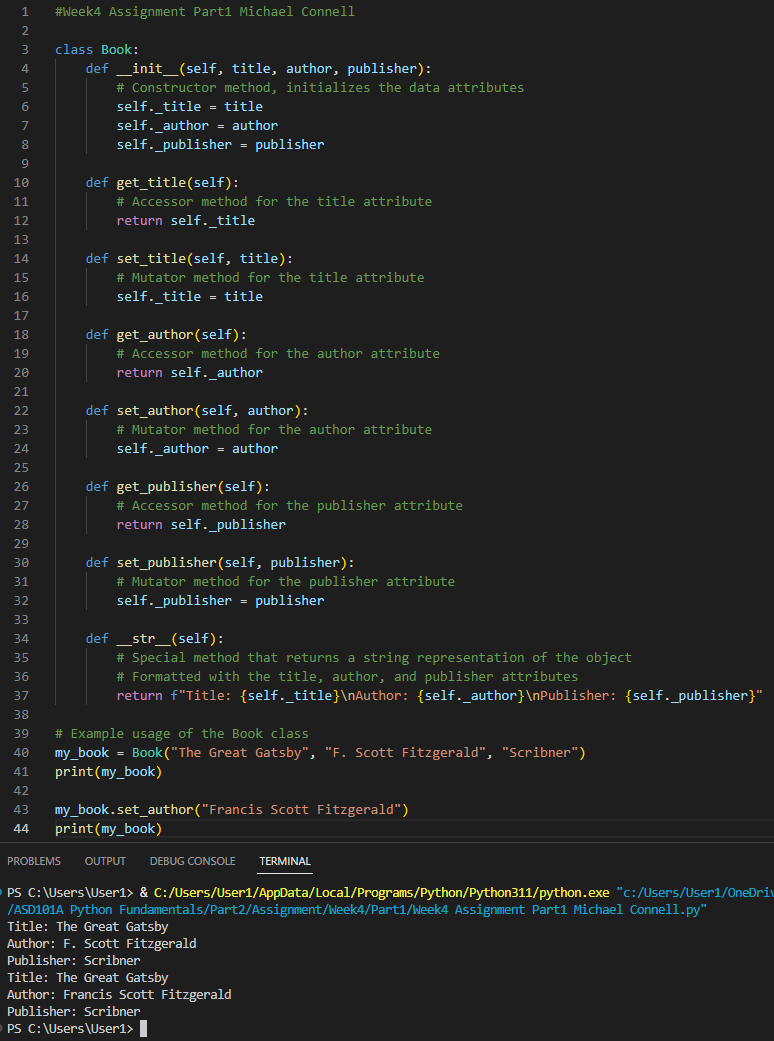 1 #Week4 Assignment Part1 Michael Connell
2
3 class Book:
4     def __init__(self, title, author, publisher):
5         # Constructor method, initializes the data attributes
6         self._title = title
7         self._author = author
8         self._publisher = publisher
9
10     def get_title(self):
11         # Accessor method for the title attribute
12         return self._title
13
14     def set_title(self, title):
15         # Mutator method for the title attribute
16         self._title = title
17
18     def get_author(self):
19         # Accessor method for the author attribute
20         return self._author
21
22     def set_author(self, author):
23         # Mutator method for the author attribute
24         self._author = author
25
26     def get_publisher(self):
27         # Accessor method for the publisher attribute
28         return self._publisher
29
30     def set_publisher(self, publisher):
31         # Mutator method for the publisher attribute
32         self._publisher = publisher
33
34     def __str__(self):
35         # Special method that returns a string representation of the object
36         # Formatted with the title, author, and publisher attributes
37         return f"Title: {self._title}\nAuthor: {self._author}\nPublisher: {self._publisher}"
38
39 # Example usage of the Book class
40 my_book = Book("The Great Gatsby", "F. Scott Fitzgerald", "Scribner")
41 print(my_book)
42
43 my_book.set_author("Francis Scott Fitzgerald")
44 print(my_book)
PROBLEMS OUTPUT DEBUG CONSOLE TERMINAL
PS C:\Users\User1> & C:/Users/User1/AppData/Local/Programs/Python/Python311/python.exe "c:/Users/User1/OneDriv
/ASD101A Python Fundamentals/Part2/Assignment/Week4/Part1/Week4 Assignment Part1 Michael Connell.py"
Title: The Great Gatsby
Author: F. Scott Fitzgerald
Publisher: Scribner
Title: The Great Gatsby
Author: Francis Scott Fitzgerald
Publisher: Scribner
PS C:\Users\User1>